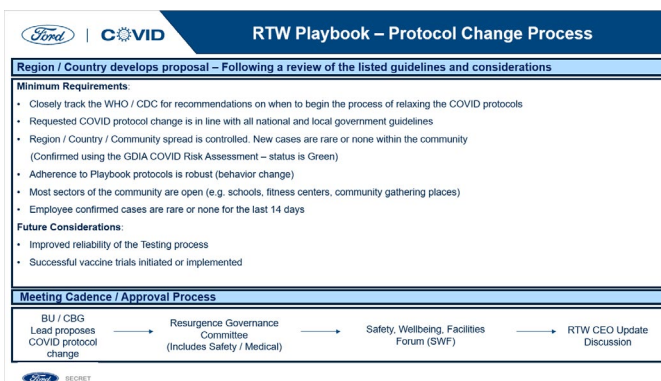 Ford | COVID RTW Playbook – Protocol Change Process
Region / Country develops proposal – Following a review of the listed guidelines and considerations
Minimum Requirements:
• Closely track the WHO / CDC for recommendations on when to begin the process of relaxing the COVID protocols
• Requested COVID protocol change is in line with all national and local government guidelines
• Region / Country / Community spread is controlled. New cases are rare or none within the community
(Confirmed using the GDIA COVID Risk Assessment – status is Green)
• Adherence to Playbook protocols is robust (behavior change)
• Most sectors of the community are open (e.g. schools, fitness centers, community gathering places)
• Employee confirmed cases are rare or none for the last 14 days
Future Considerations:
• Improved reliability of the Testing process
• Successful vaccine trials initiated or implemented
Meeting Cadence / Approval Process
BU / CBG
Lead proposes
COVID protocol
change
Resurgence Governance
Committee
(Includes Safety / Medical)
Safety, Wellbeing, Facilities
Forum (SWF)
RTW CEO Update
Discussion
Ford SECRET